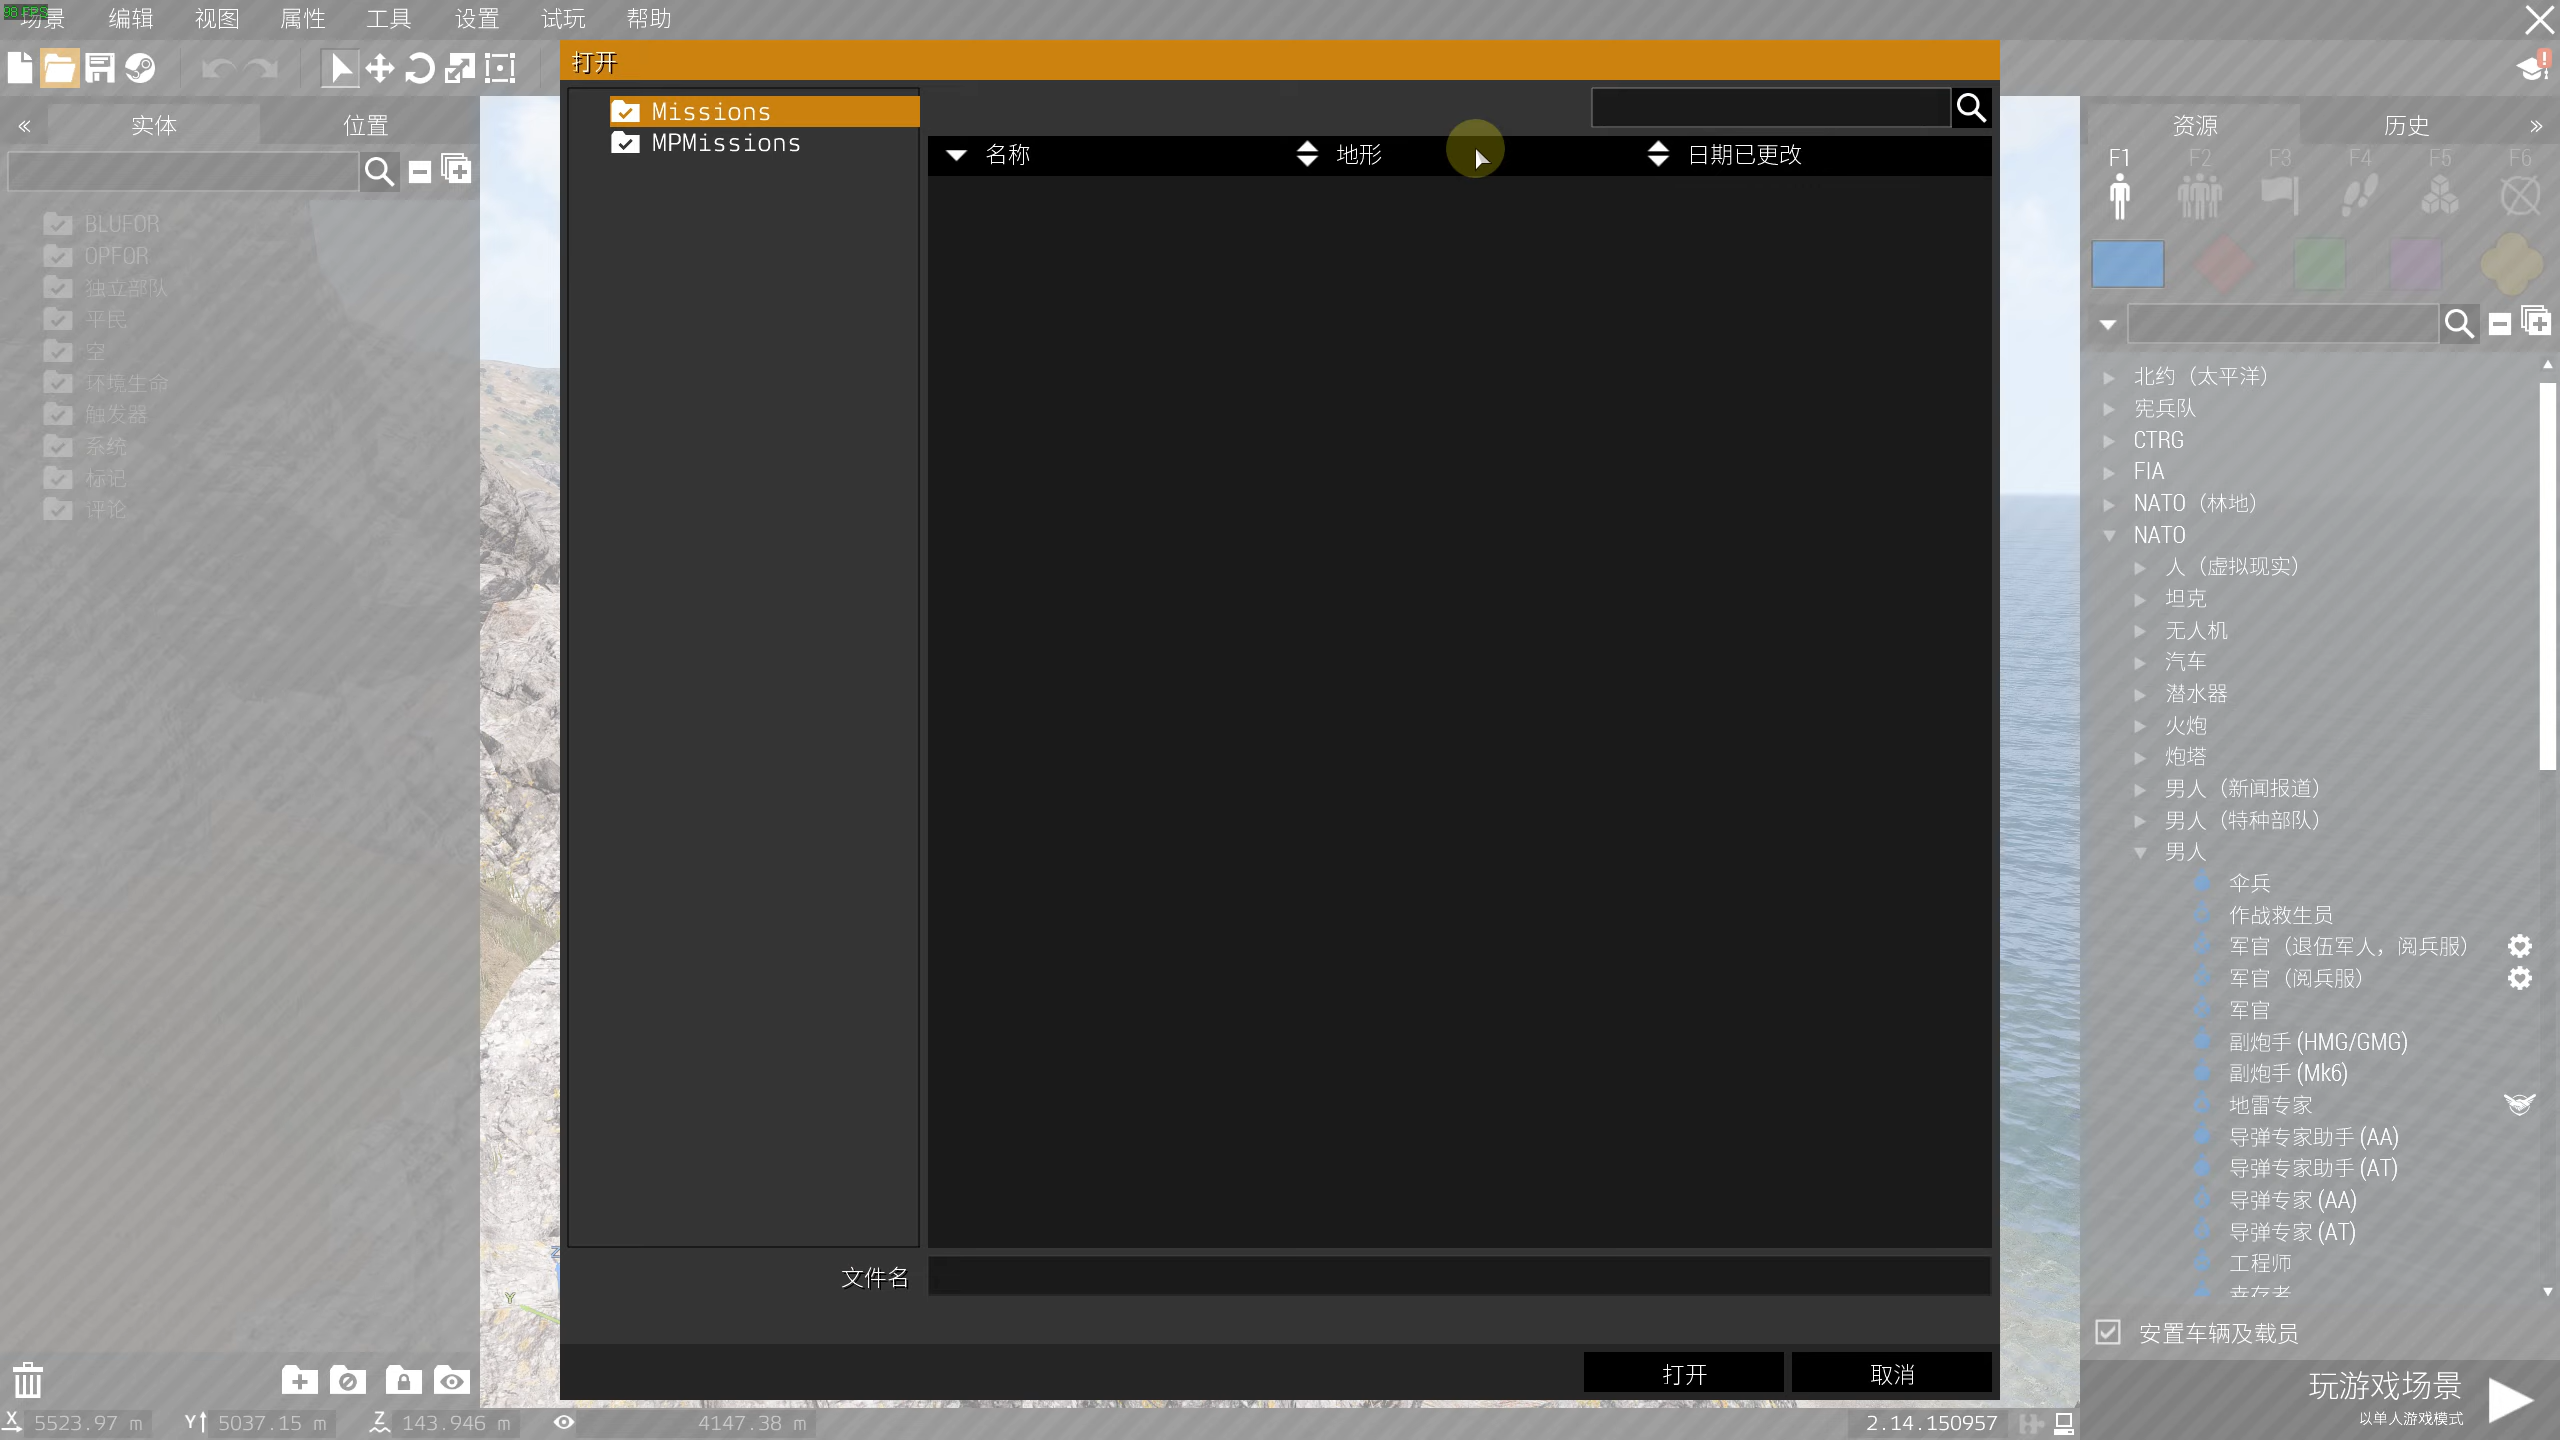 98 FPS
场景 编辑 视图 属性 工具 设置 试玩 帮助
打开
« 实体 位置
BLUFOR
OPFOR
独立部队
平民
空
环境生命
触发器
系统
标记
评论
Missions
MPMissions
名称 地形 日期已更改
文件名
打开 取消
资源 历史 »
F1 F2 F3 F4 F5 F6
北约（太平洋）
宪兵队
CTRG
FIA
NATO（林地）
NATO
人（虚拟现实）
坦克
无人机
汽车
潜水器
火炮
炮塔
男人（新闻报道）
男人（特种部队）
男人
伞兵
作战救生员
军官（退伍军人，阅兵服）
军官（阅兵服）
军官
副炮手 (HMG/GMG)
副炮手 (Mk6)
地雷专家
导弹专家助手 (AA)
导弹专家助手 (AT)
导弹专家 (AA)
导弹专家 (AT)
工程师
幸存者
安置车辆及载员
玩游戏场景
以单人游戏模式
Z
Y
X 5523.97 m Y 5037.15 m Z 143.946 m 4147.38 m 2.14.150957